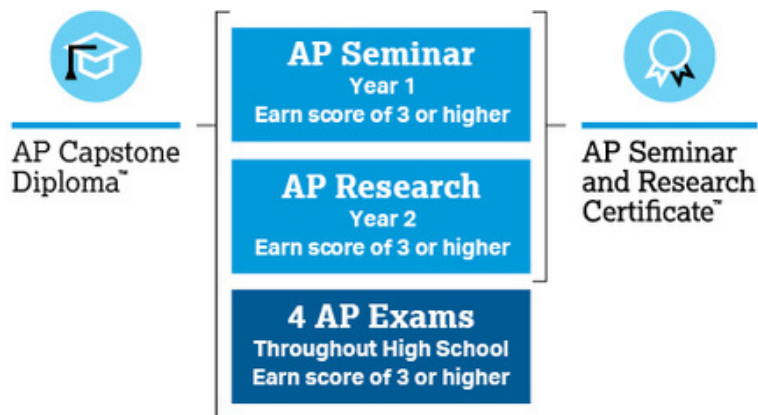 AP Capstone
Diploma™
AP Seminar
Year 1
Earn score of 3 or higher
AP Research
Year 2
Earn score of 3 or higher
4 AP Exams
Throughout High School
Earn score of 3 or higher
AP Seminar
and Research
Certificate™